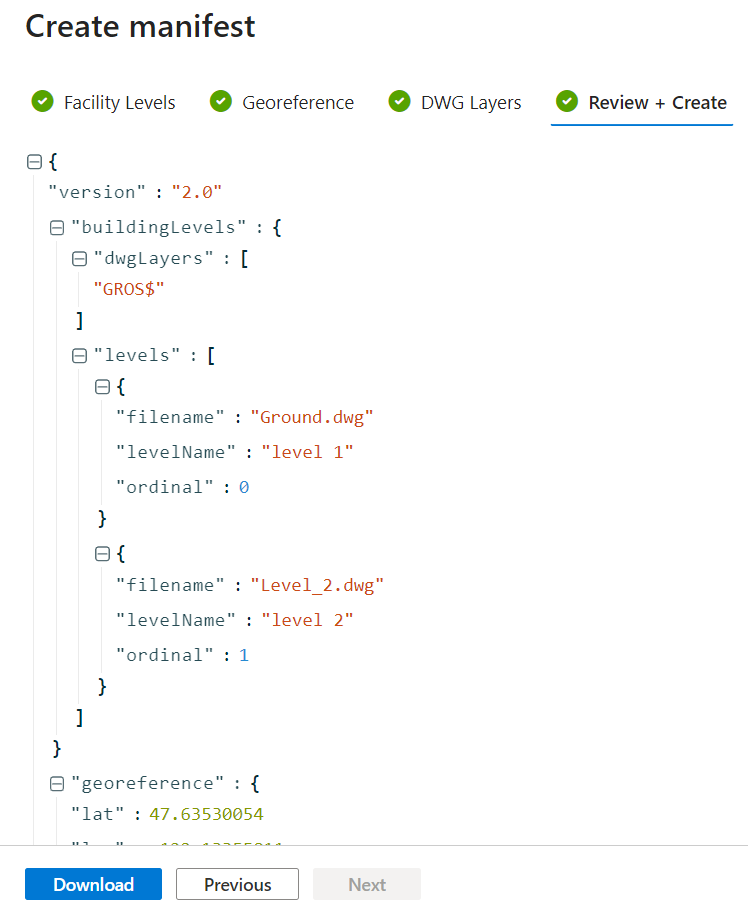 Create manifest
Facility Levels Georeference DWG Layers Review + Create
{
"version" : "2.0"
"buildingLevels" : {
"dwgLayers" : [
"GROS$"
]
"levels" : [
{
"filename" : "Ground.dwg"
"levelName" : "level 1"
"ordinal" : 0
}
{
"filename" : "Level_2.dwg"
"levelName" : "level 2"
"ordinal" : 1
}
]
}
"georeference" : {
"lat" : 47.63530054
Download Previous Next